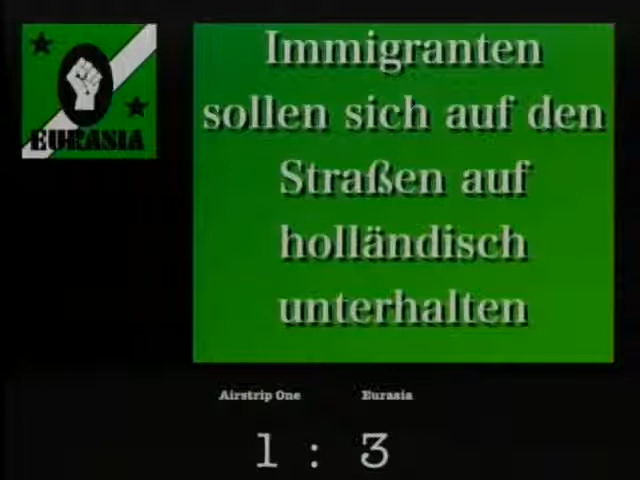 EURASIA
Immigranten
sollen sich auf den
Straßen auf
holländisch
unterhalten
Airstrip One Eurasia
1 : 3